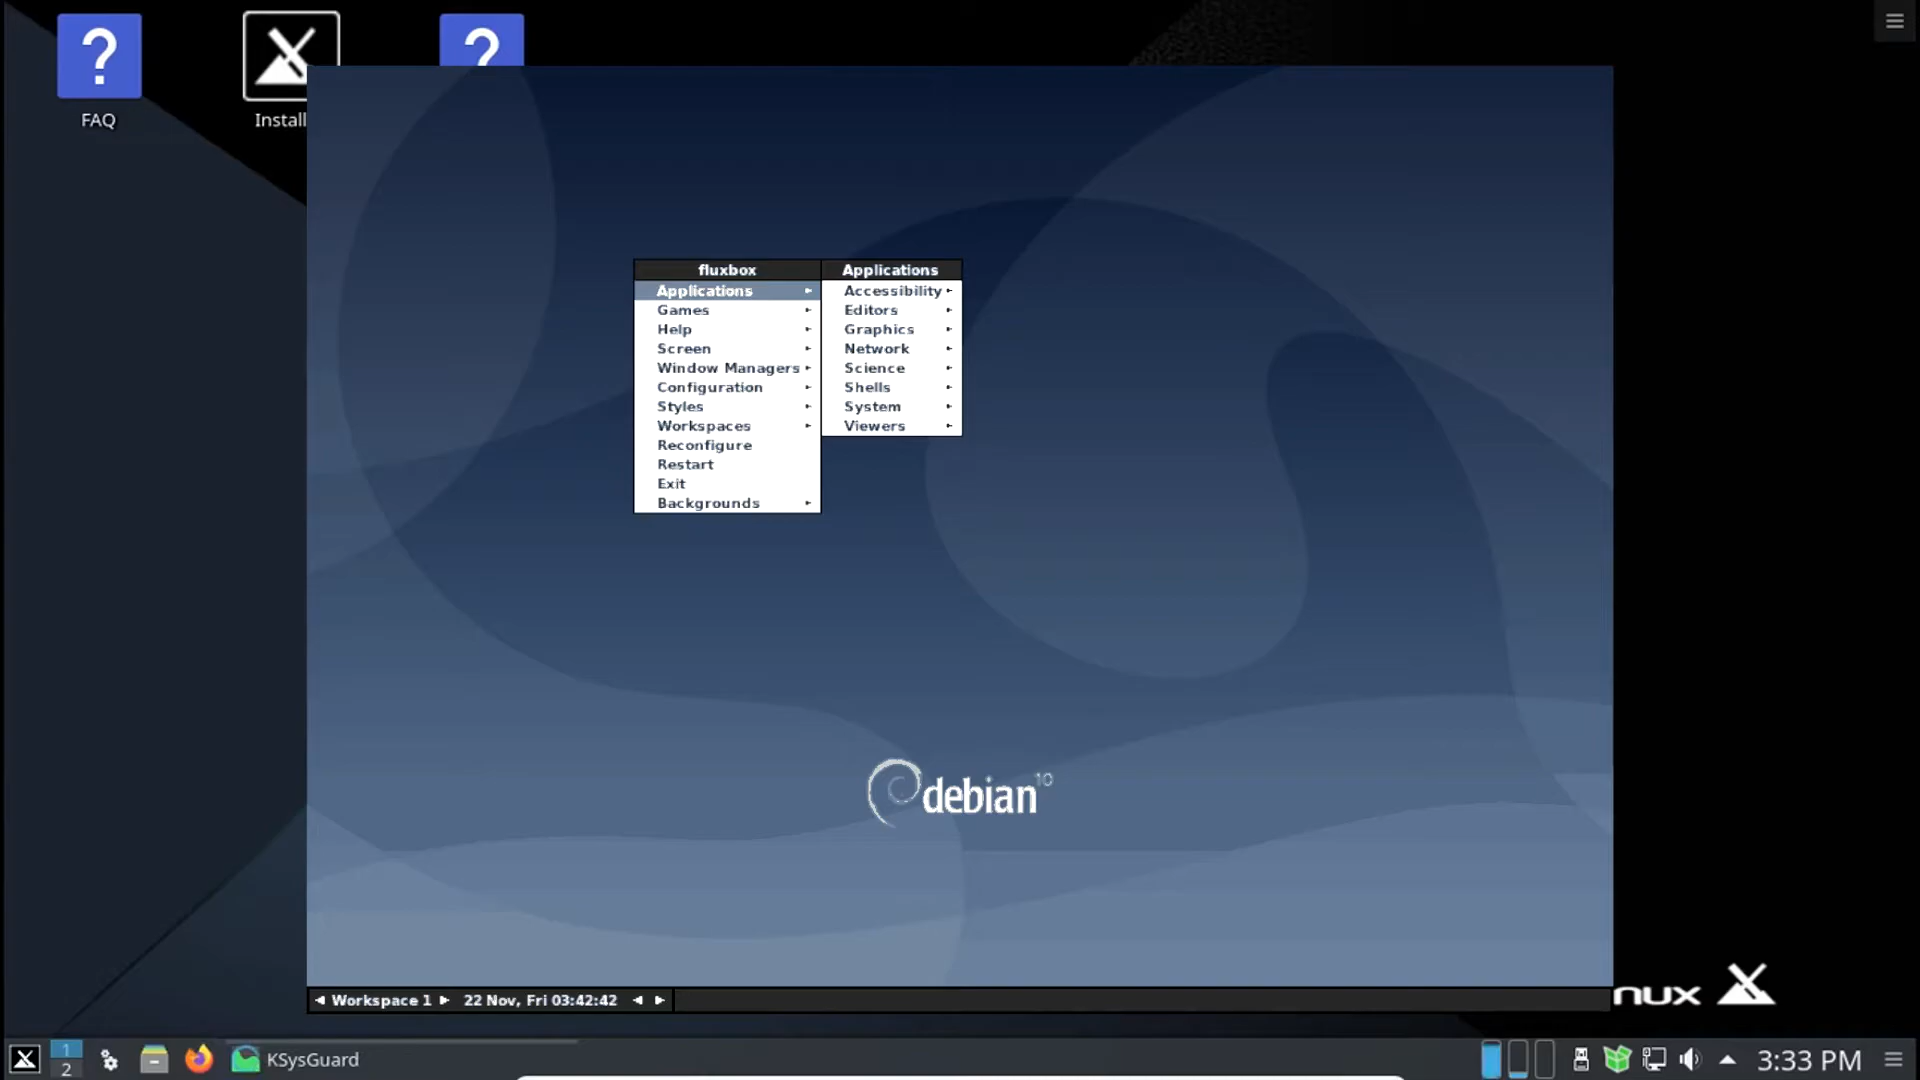 FAQ
Install
fluxbox
Applications
Games
Help
Screen
Window Managers
Configuration
Styles
Workspaces
Reconfigure
Restart
Exit
Backgrounds
Applications
Accessibility
Editors
Graphics
Network
Science
Shells
System
Viewers
debian 10
Workspace 1 22 Nov, Fri 03:42:42
nux
1
2
KSysGuard
3:33 PM